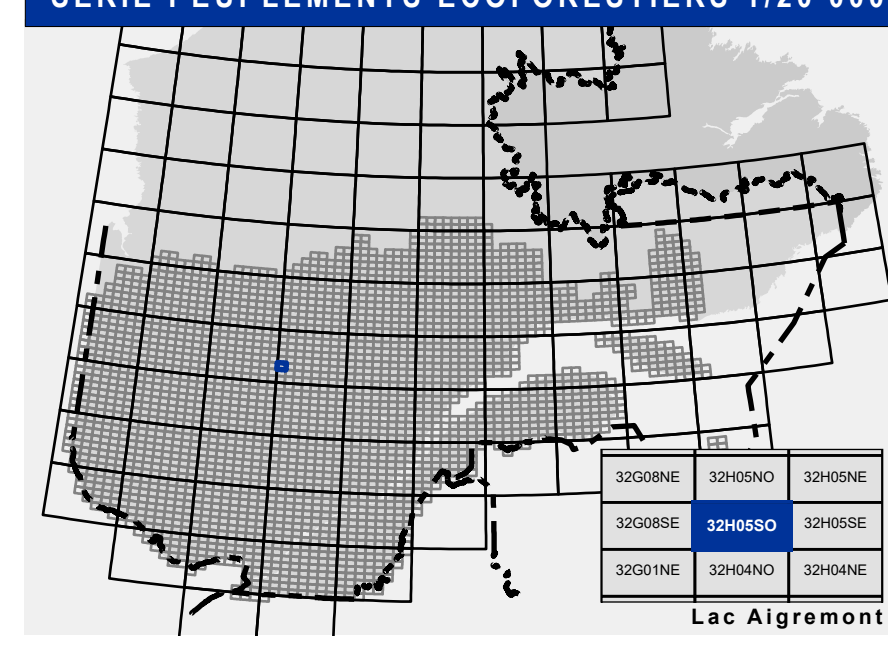 SÉRIE PEUPLEMENTS ÉCOFORESTIERS 1/20 000
32G08NE 32H05NO 32H05NE
32G08SE 32H05SO 32H05SE
32G01NE 32H04NO 32H04NE
Lac Aigremont